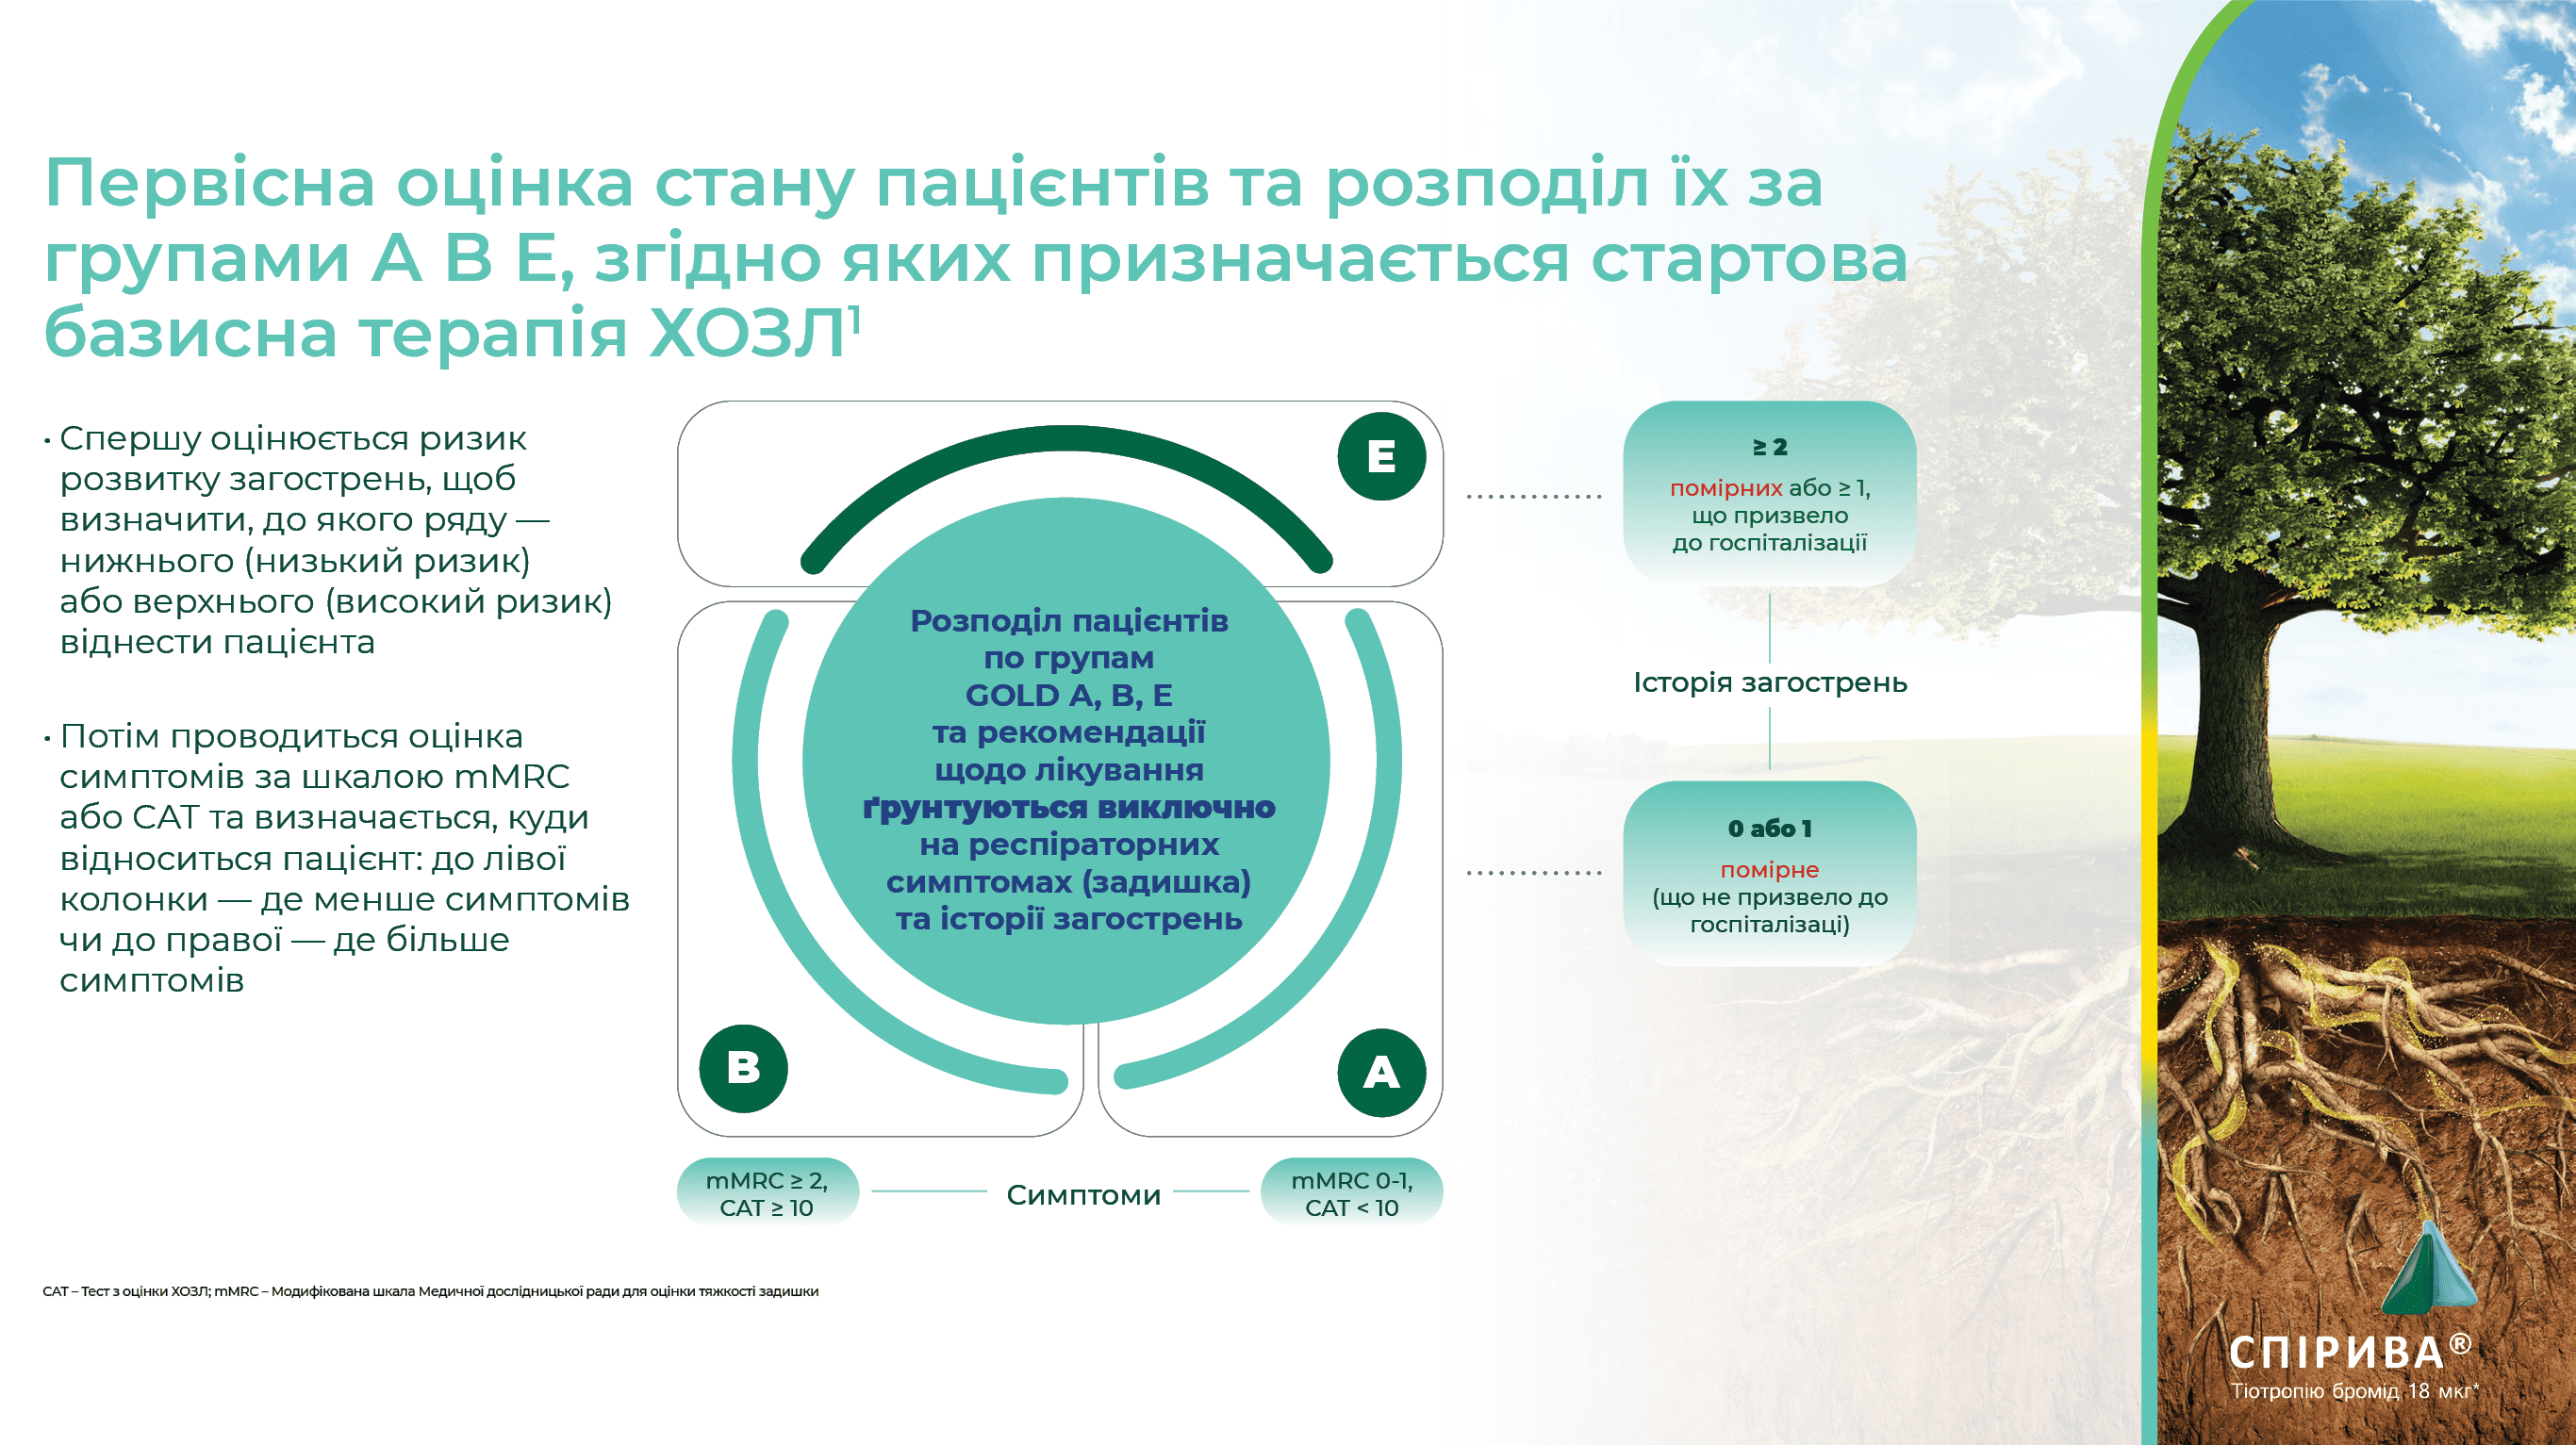 Первісна оцінка стану пацієнтів та розподіл їх за
групами А В Е, згідно яких призначається стартова
базисна терапія ХОЗЛ¹
• Спершу оцінюється ризик
розвитку загострень, щоб
визначити, до якого ряду —
нижнього (низький ризик)
або верхнього (високий ризик)
віднести пацієнта
• Потім проводиться оцінка
симптомів за шкалою mMRC
або CAT та визначається, куди
відноситься пацієнт: до лівої
колонки — де менше симптомів
чи до правої — де більше
симптомів
E
Розподіл пацієнтів
по групам
GOLD A, B, E
та рекомендації
щодо лікування
ґрунтуються виключно
на респіраторних
симптомах (задишка)
та історії загострень
B
A
mMRC ≥ 2,
CAT ≥ 10
Симптоми
mMRC 0-1,
CAT < 10
≥ 2
помірних або ≥ 1,
що призвело
до госпіталізації
Історія загострень
0 або 1
помірне
(що не призвело до
госпіталізаці)
CAT – Тест з оцінки ХОЗЛ; mMRC – Модифікована шкала Медичної дослідницької ради для оцінки тяжкості задишки
СПІРИВА®
Тіотропію бромід 18 мкг*